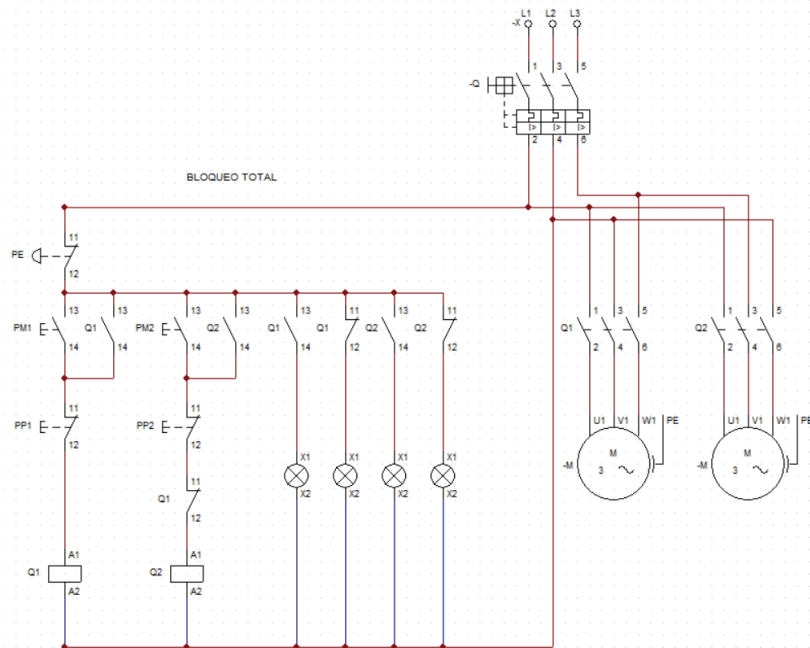 L1 L2 L3
-X
1 3 5
-Q
I> I> I>
2 4 6
BLOQUEO TOTAL
11
PE
12
13 13 13 13 13 11 13 11
PM1 Q1 PM2 Q2 Q1 Q1 Q2 Q2
14 14 14 14 14 12 14 12
1 3 5 1 3 5
Q1 Q2
2 4 6 2 4 6
11 11
PP1 PP2
12 12
U1 V1 W1 PE U1 V1 W1 PE
M M
-M 3 -M 3
X1 X1 X1 X1
X2 X2 X2 X2
11
Q1
12
A1 A1
Q1 Q2
A2 A2